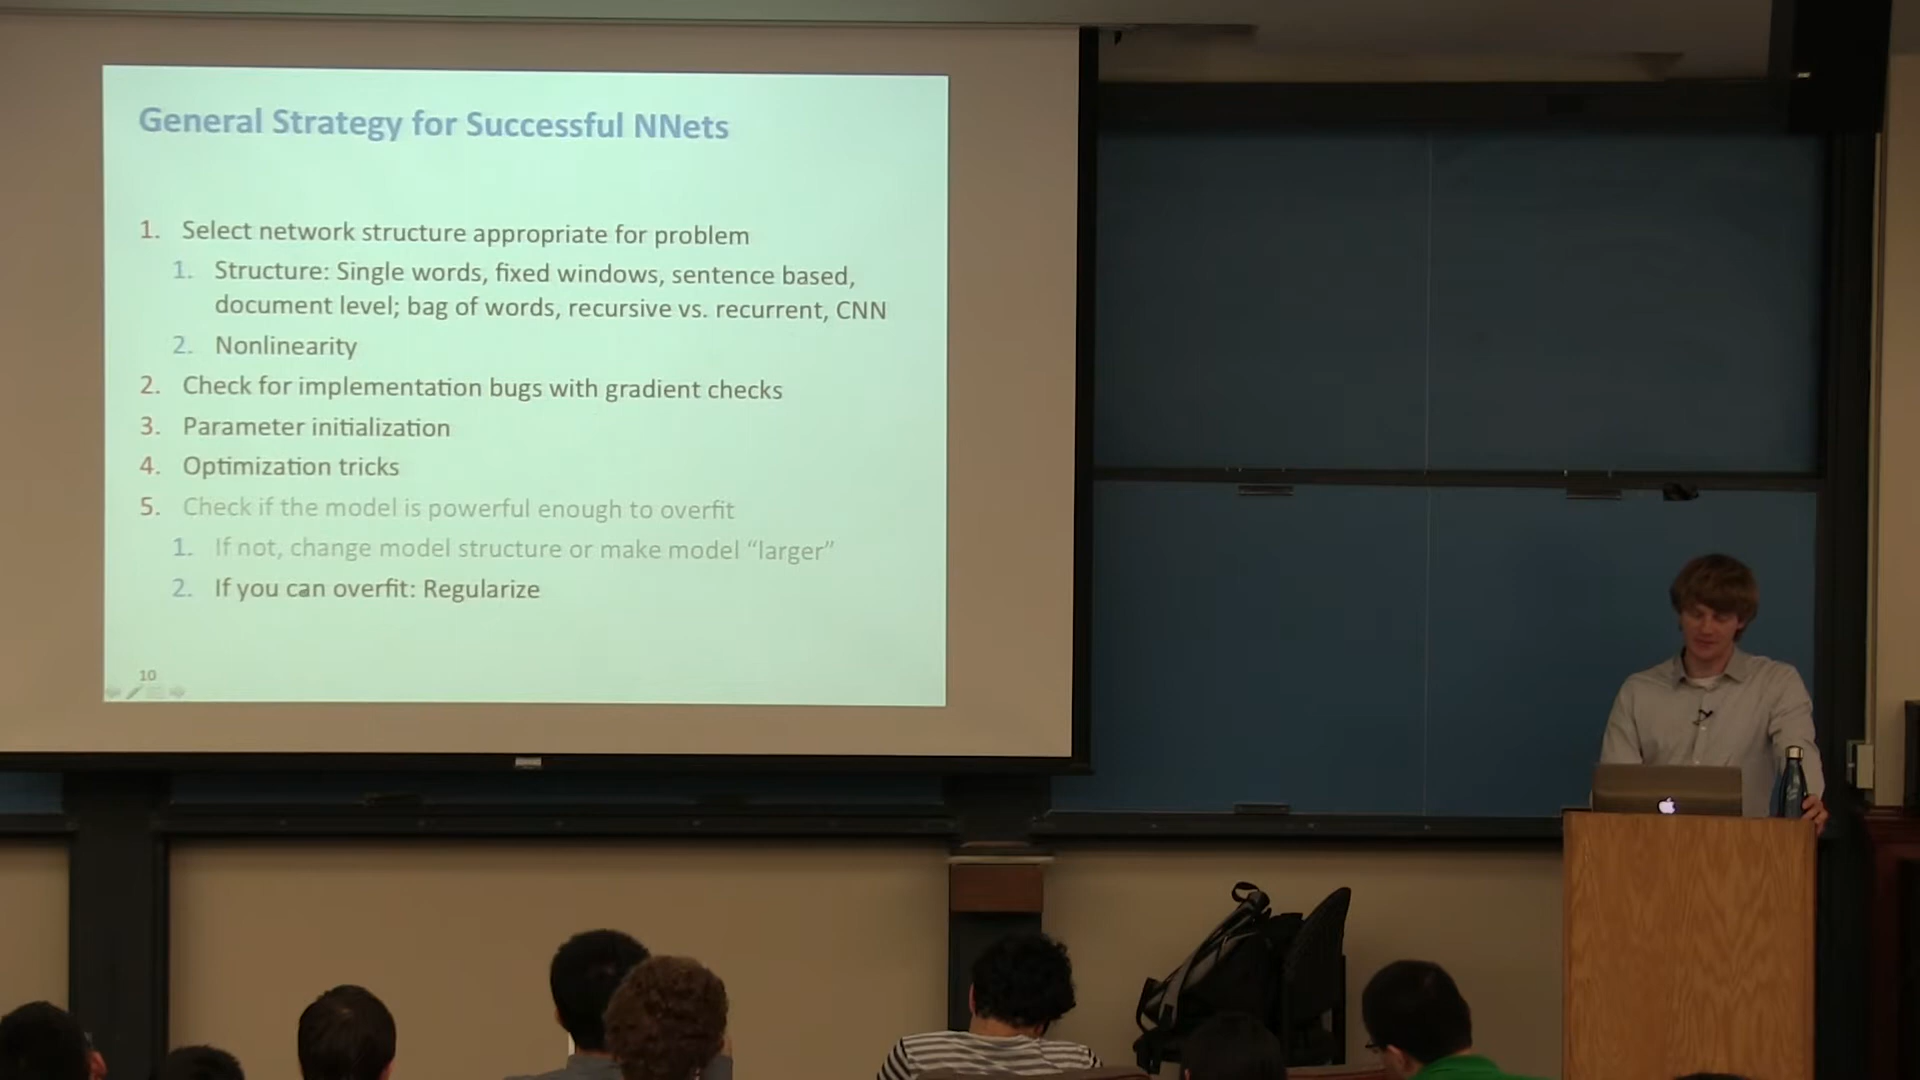 General Strategy for Successful NNets
1. Select network structure appropriate for problem
1. Structure: Single words, fixed windows, sentence based,
document level; bag of words, recursive vs. recurrent, CNN
2. Nonlinearity
2. Check for implementation bugs with gradient checks
3. Parameter initialization
4. Optimization tricks
5. Check if the model is powerful enough to overfit
1. If not, change model structure or make model “larger”
2. If you can overfit: Regularize
10